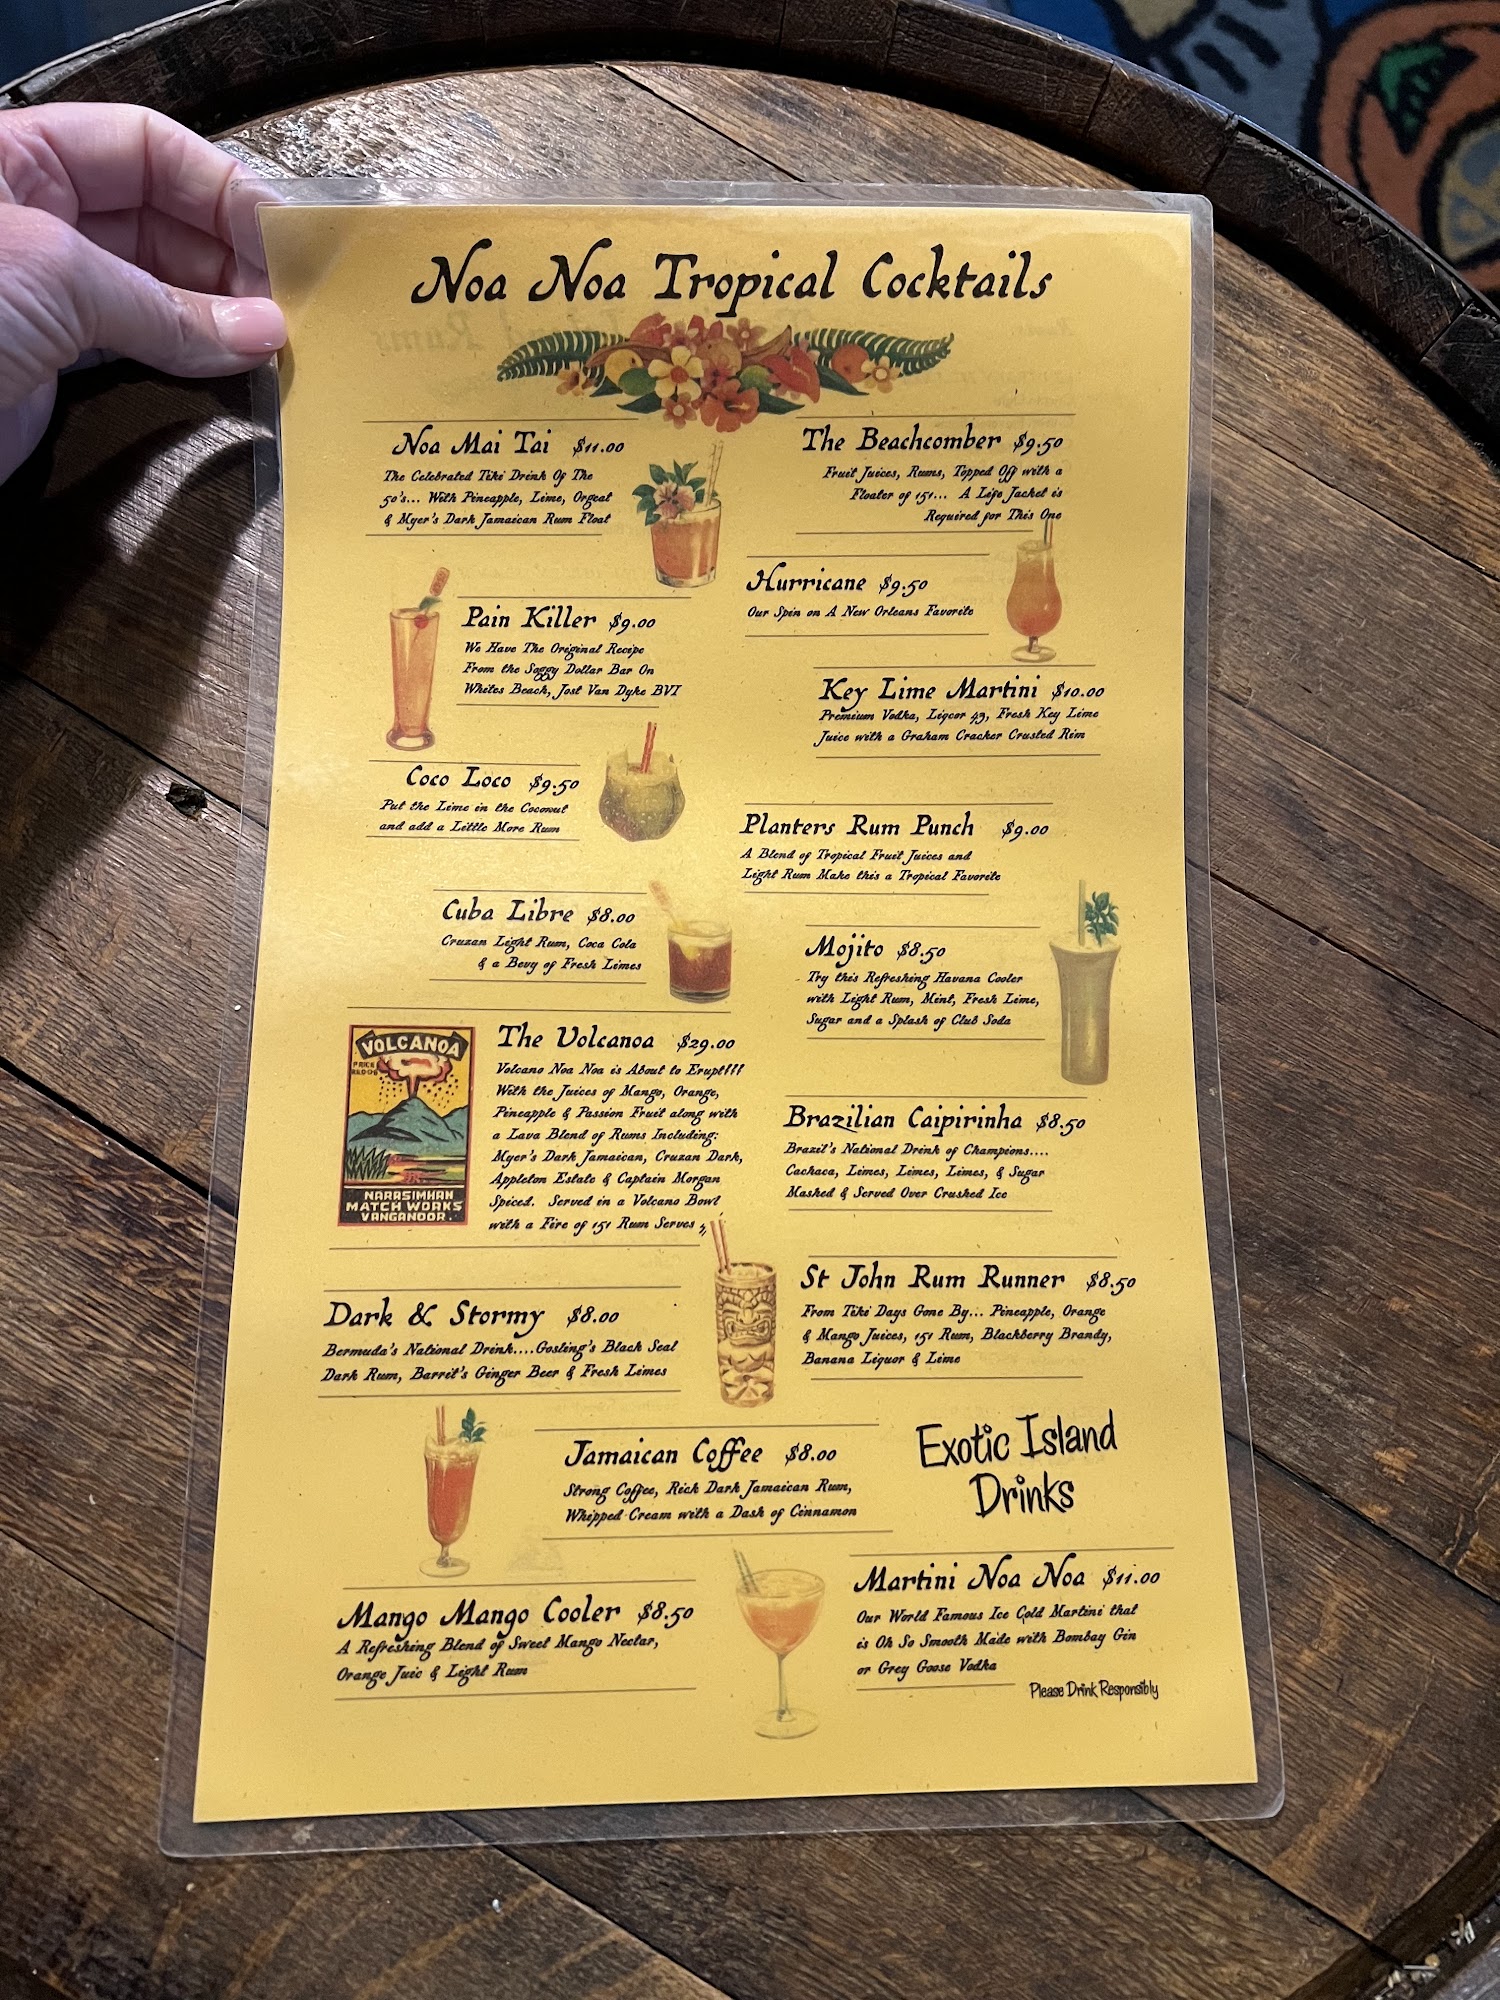 Noa Noa Tropical Cocktails
Noa Mai Tai $11.00
The Celebrated Tiki Drink Of The
50's... With Pineapple, Lime, Orgeat
& Myer's Dark Jamaican Rum Float
Pain Killer $9.00
We Have The Original Recipe
From the Soggy Dollar Bar On
Whites Beach, Jost Van Dyke BVI
Coco Loco $9.50
Put the Lime in the Coconut
and add a Little More Rum
Cuba Libre $8.00
Cruzan Light Rum, Coca Cola
& a Bevy of Fresh Limes
VOLCANOA
PRICE
NARASIMHAN
MATCH WORKS
VANGANOOR.
The Volcanoa $29.00
Volcano Noa Noa is About to Erupt!!!
With the Juices of Mango, Orange,
Pineapple & Passion Fruit along with
a Lava Blend of Rums Including:
Myer's Dark Jamaican, Cruzan Dark,
Appleton Estate & Captain Morgan
Spiced. Served in a Volcano Bowl
with a Fire of 151 Rum Serves
Dark & Stormy $8.00
Bermuda's National Drink....Gosling's Black Seal
Dark Rum, Barrit's Ginger Beer & Fresh Limes
Jamaican Coffee $8.00
Strong Coffee, Rich Dark Jamaican Rum,
Whipped Cream with a Dash of Cinnamon
Mango Mango Cooler $8.50
A Refreshing Blend of Sweet Mango Nectar,
Orange Juic & Light Rum
The Beachcomber $9.50
Fruit Juices, Rums, Topped Off with a
Floater of 151... A Life Jacket is
Required for This One
Hurricane $9.50
Our Spin on A New Orleans Favorite
Key Lime Martini $10.00
Premium Vodka, Liqcor 43, Fresh Key Lime
Juice with a Graham Cracker Crusted Rim
Planters Rum Punch $9.00
A Blend of Tropical Fruit Juices and
Light Rum Make this a Tropical Favorite
Mojito $8.50
Try this Refreshing Havana Cooler
with Light Rum, Mint, Fresh Lime,
Sugar and a Splash of Club Soda
Brazilian Caipirinha $8.50
Brazil's National Drink of Champions....
Cachaca, Limes, Limes, Limes, & Sugar
Mashed & Served Over Crushed Ice
St John Rum Runner $8.50
From Tiki Days Gone By... Pineapple, Orange
& Mango Juices, 151 Rum, Blackberry Brandy,
Banana Liquor & Lime
Exotic Island
Drinks
Martini Noa Noa $11.00
Our World Famous Ice Cold Martini that
is Oh So Smooth Made with Bombay Gin
or Grey Goose Vodka
Please Drink Responsibly